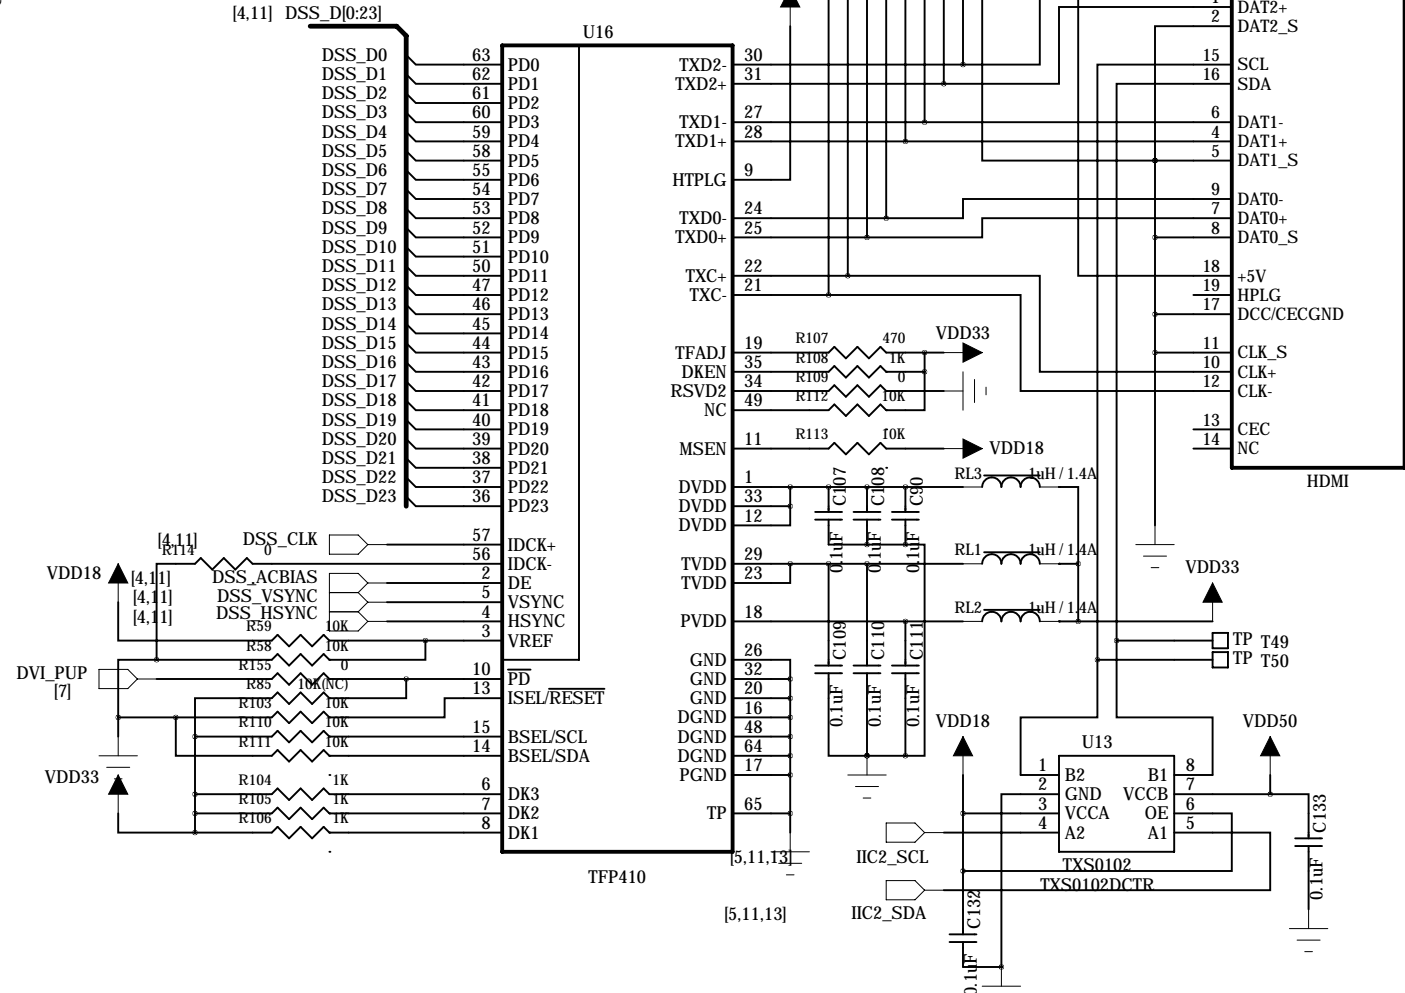 [4,11] DSS_D[0:23]
U16
DSS_D0 63 PD0 TXD2- 30
DSS_D1 62 PD1 TXD2+ 31
DSS_D2 61 PD2
DSS_D3 60 PD3 TXD1- 27
DSS_D4 59 PD4 TXD1+ 28
DSS_D5 58 PD5
DSS_D6 55 PD6 HTPLG 9
DSS_D7 54 PD7
DSS_D8 53 PD8 TXD0- 24
DSS_D9 52 PD9 TXD0+ 25
DSS_D10 51 PD10
DSS_D11 50 PD11 TXC+ 22
DSS_D12 47 PD12 TXC- 21
DSS_D13 46 PD13
DSS_D14 45 PD14
DSS_D15 44 PD15 TFADJ 19 R107 470 VDD33
DSS_D16 43 PD16 DKEN 35 R108 1K
DSS_D17 42 PD17 RSVD2 34 R109 0
DSS_D18 41 PD18 NC 49 R112 10K
DSS_D19 40 PD19
DSS_D20 39 PD20 MSEN 11 R113 10K VDD18
DSS_D21 38 PD21
DSS_D22 37 PD22 DVDD 1 RL3 1uH / 1.4A
DSS_D23 36 PD23 DVDD 33
DVDD 12
C107 0.1uF
C108 0.1uF
C90 0.1uF
[4,11] DSS_CLK 57 IDCK+
R114 0 56 IDCK- TVDD 29 RL1 1uH / 1.4A
VDD18 [4,11] DSS_ACBIAS 2 DE TVDD 23
[4,11] DSS_VSYNC 5 VSYNC
[4,11] DSS_HSYNC 4 HSYNC PVDD 18 RL2 1uH / 1.4A
VDD33
R59 10K 3 VREF
R58 10K GND 26
DVI_PUP [7] R155 0 10 PD GND 32
R85 10K(NC) 13 ISEL/RESET GND 20
R103 10K DGND 16
R110 10K 15 BSEL/SCL DGND 48
R111 10K 14 BSEL/SDA DGND 64
PGND 17
C109 0.1uF
C110 0.1uF
C111 0.1uF
VDD33
R104 1K 6 DK3
R105 1K 7 DK2 TP 65
R106 1K 8 DK1
TFP410
[5,11,13]
[5,11,13]
1 DAT2+
2 DAT2_S
15 SCL
16 SDA
6 DAT1-
4 DAT1+
5 DAT1_S
9 DAT0-
7 DAT0+
8 DAT0_S
18 +5V
19 HPLG
17 DCC/CECGND
11 CLK_S
10 CLK+
12 CLK-
13 CEC
14 NC
HDMI
TP T49
TP T50
VDD18 VDD50
U13
1 B2 B1 8
2 GND VCCB 7
3 VCCA OE 6
4 A2 A1 5
IIC2_SCL
TXS0102
TXS0102DCTR
IIC2_SDA
C132 0.1uF
C133 0.1uF